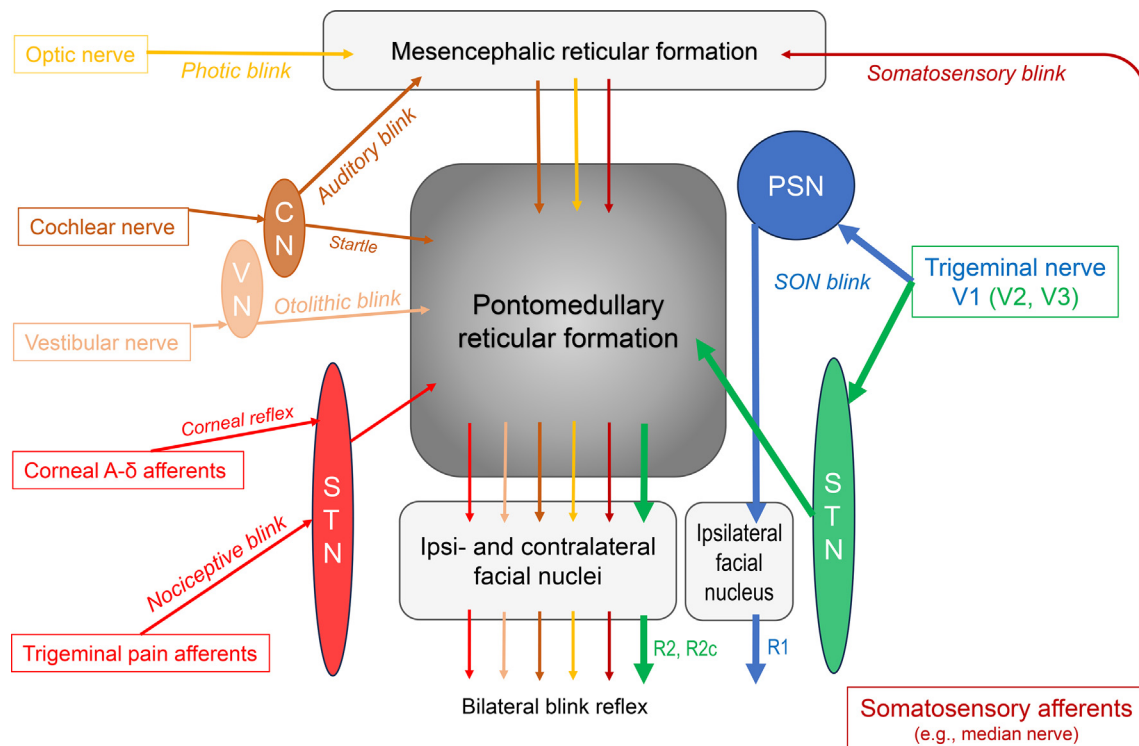 Mesencephalic reticular formation
Optic nerve
Photic blink
Somatosensory blink
Auditory blink
PSN
Cochlear nerve
C
N
Startle
V
N
Otolithic blink
Vestibular nerve
SON blink
Trigeminal nerve
V1 (V2, V3)
Pontomedullary
reticular formation
Corneal reflex
Corneal A-δ afferents
S
T
N
Nociceptive blink
Trigeminal pain afferents
Ipsi- and contralateral
facial nuclei
Ipsilateral
facial
nucleus
S
T
N
R2, R2c
R1
Bilateral blink reflex
Somatosensory afferents
(e.g., median nerve)